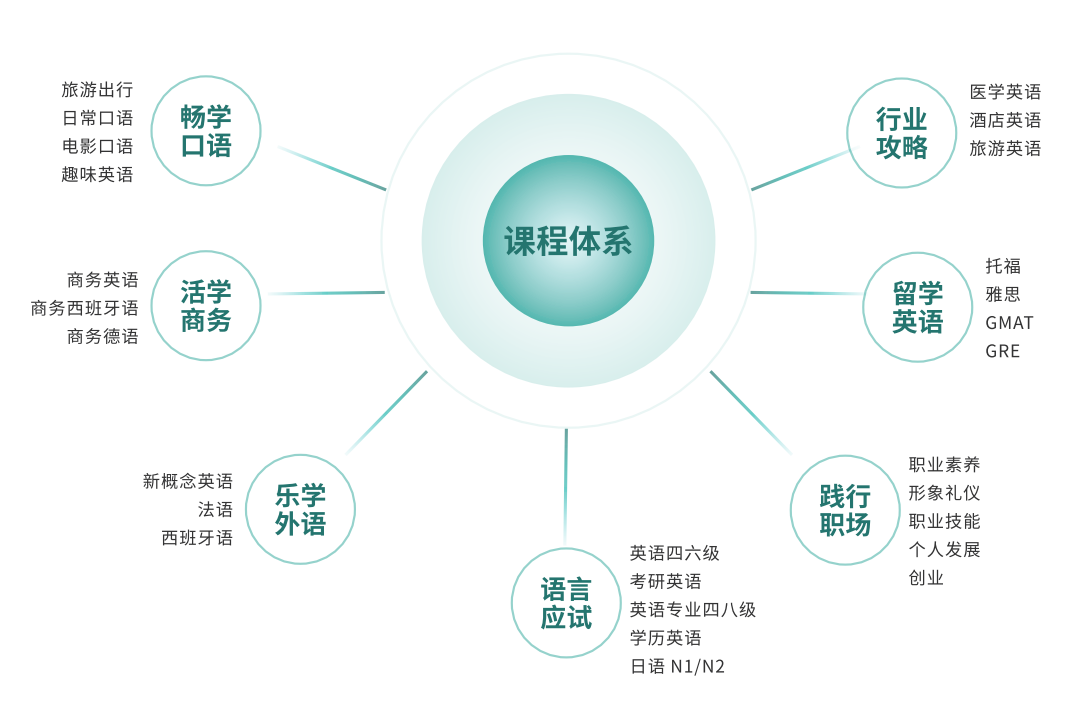 课程体系
畅学
口语
旅游出行
日常口语
电影口语
趣味英语
活学
商务
商务英语
商务西班牙语
商务德语
乐学
外语
新概念英语
法语
西班牙语
语言
应试
英语四六级
考研英语
英语专业四八级
学历英语
日语 N1/N2
践行
职场
职业素养
形象礼仪
职业技能
个人发展
创业
留学
英语
托福
雅思
GMAT
GRE
行业
攻略
医学英语
酒店英语
旅游英语